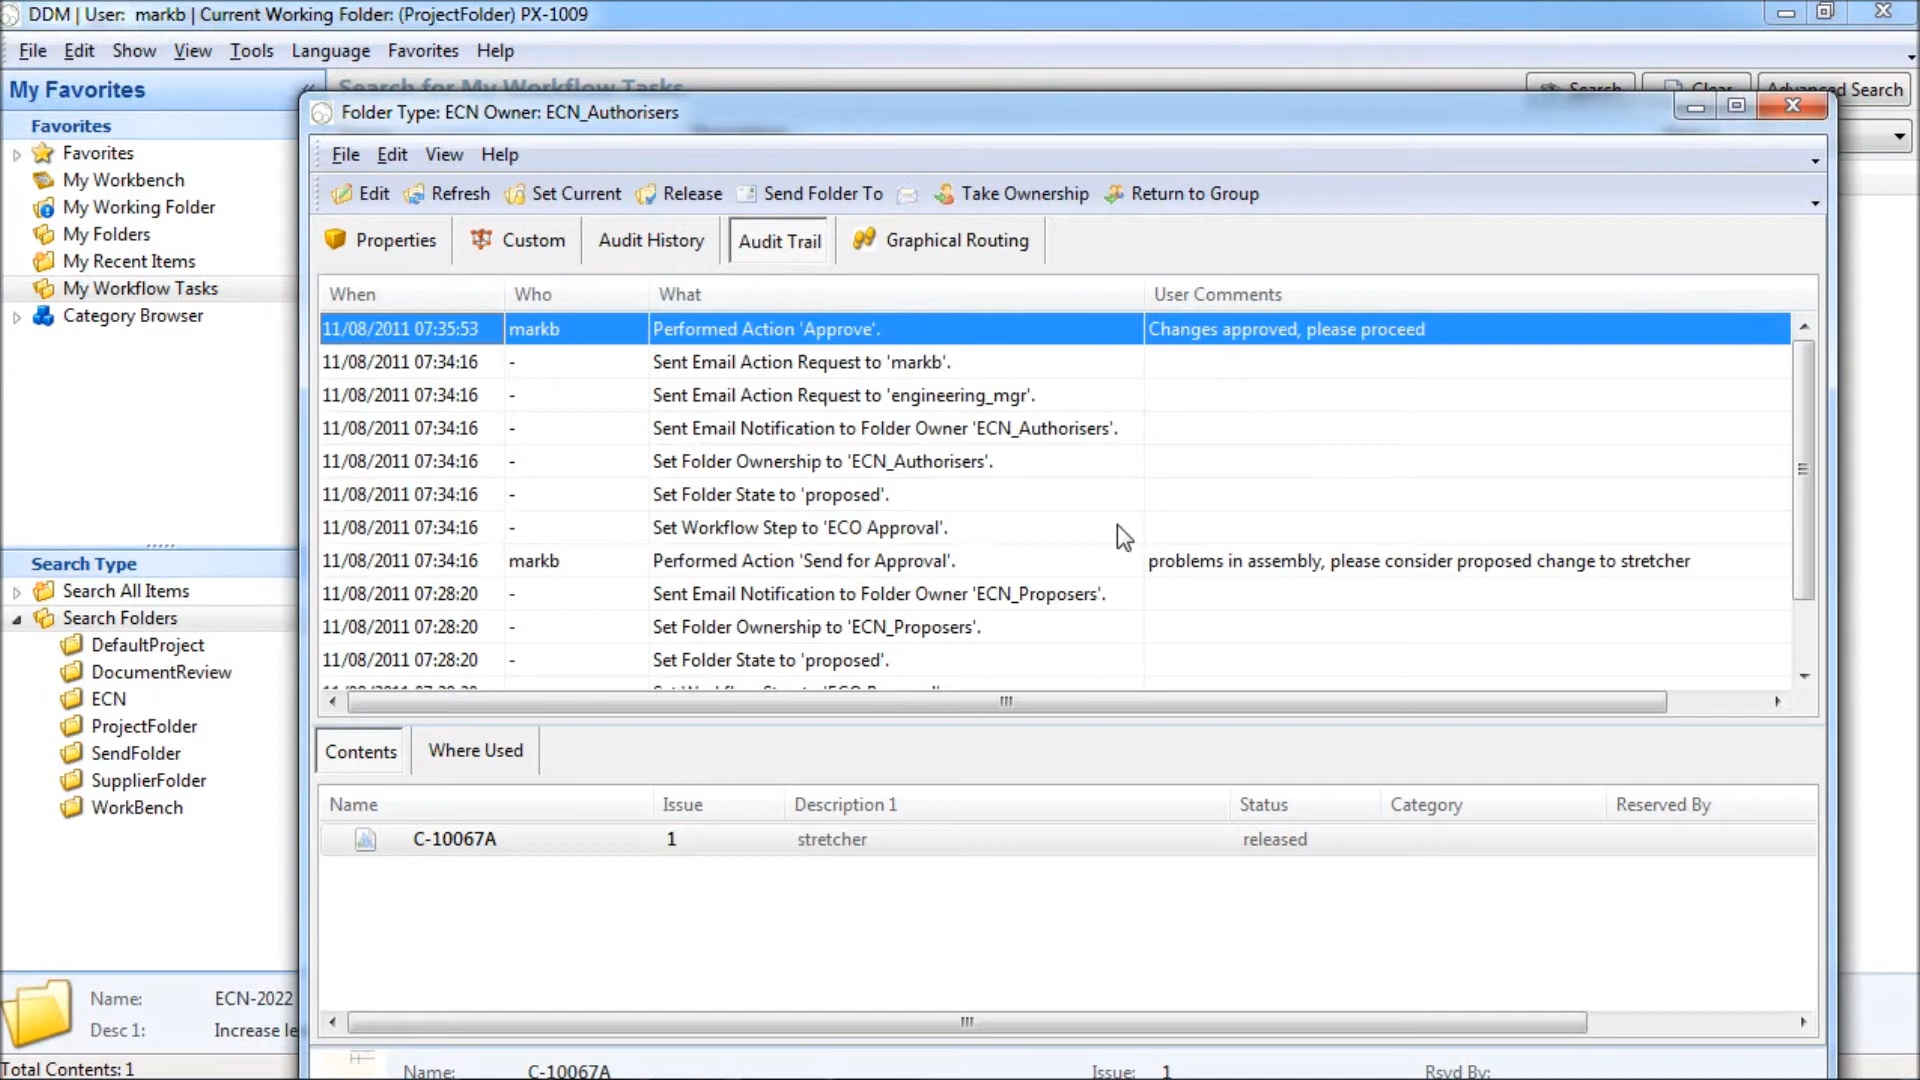 DDM | User: markb | Current Working Folder: (ProjectFolder) PX-1009
File Edit Show View Tools Language Favorites Help
My Favorites
Search for My Workflow Tasks
Search Clear Advanced Search
Favorites
Favorites
My Workbench
My Working Folder
My Folders
My Recent Items
My Workflow Tasks
Category Browser
Search Type
Search All Items
Search Folders
DefaultProject
DocumentReview
ECN
ProjectFolder
SendFolder
SupplierFolder
WorkBench
Name: ECN-2022
Desc 1: Increase le
Total Contents: 1
Folder Type: ECN Owner: ECN_Authorisers
File Edit View Help
Edit Refresh Set Current Release Send Folder To Take Ownership Return to Group
Properties Custom Audit History Audit Trail Graphical Routing
When Who What User Comments
11/08/2011 07:35:53 markb Performed Action 'Approve'. Changes approved, please proceed
11/08/2011 07:34:16 - Sent Email Action Request to 'markb'.
11/08/2011 07:34:16 - Sent Email Action Request to 'engineering_mgr'.
11/08/2011 07:34:16 - Sent Email Notification to Folder Owner 'ECN_Authorisers'.
11/08/2011 07:34:16 - Set Folder Ownership to 'ECN_Authorisers'.
11/08/2011 07:34:16 - Set Folder State to 'proposed'.
11/08/2011 07:34:16 - Set Workflow Step to 'ECO Approval'.
11/08/2011 07:34:16 markb Performed Action 'Send for Approval'. problems in assembly, please consider proposed change to stretcher
11/08/2011 07:28:20 - Sent Email Notification to Folder Owner 'ECN_Proposers'.
11/08/2011 07:28:20 - Set Folder Ownership to 'ECN_Proposers'.
11/08/2011 07:28:20 - Set Folder State to 'proposed'.
Contents Where Used
Name Issue Description 1 Status Category Reserved By
C-10067A 1 stretcher released
Name: C-10067A Issue: 1 Rsvd By: